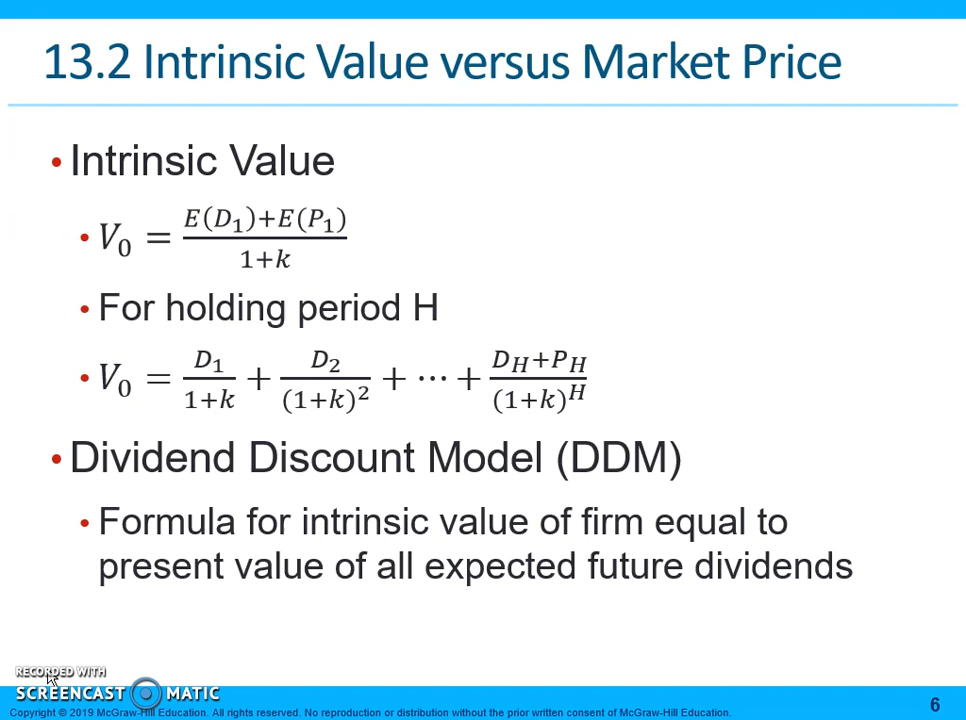 13.2 Intrinsic Value versus Market Price
• Intrinsic Value
• V₀ = (E(D₁)+E(P₁))/(1+k)
• For holding period H
• V₀ = D₁/(1+k) + D₂/(1+k)² + ⋯ + (D_H+P_H)/(1+k)^H
• Dividend Discount Model (DDM)
• Formula for intrinsic value of firm equal to
present value of all expected future dividends
RECORDED WITH
SCREENCAST MATIC
Copyright © 2019 McGraw-Hill Education. All rights reserved. No reproduction or distribution without the prior written consent of McGraw-Hill Education.
6